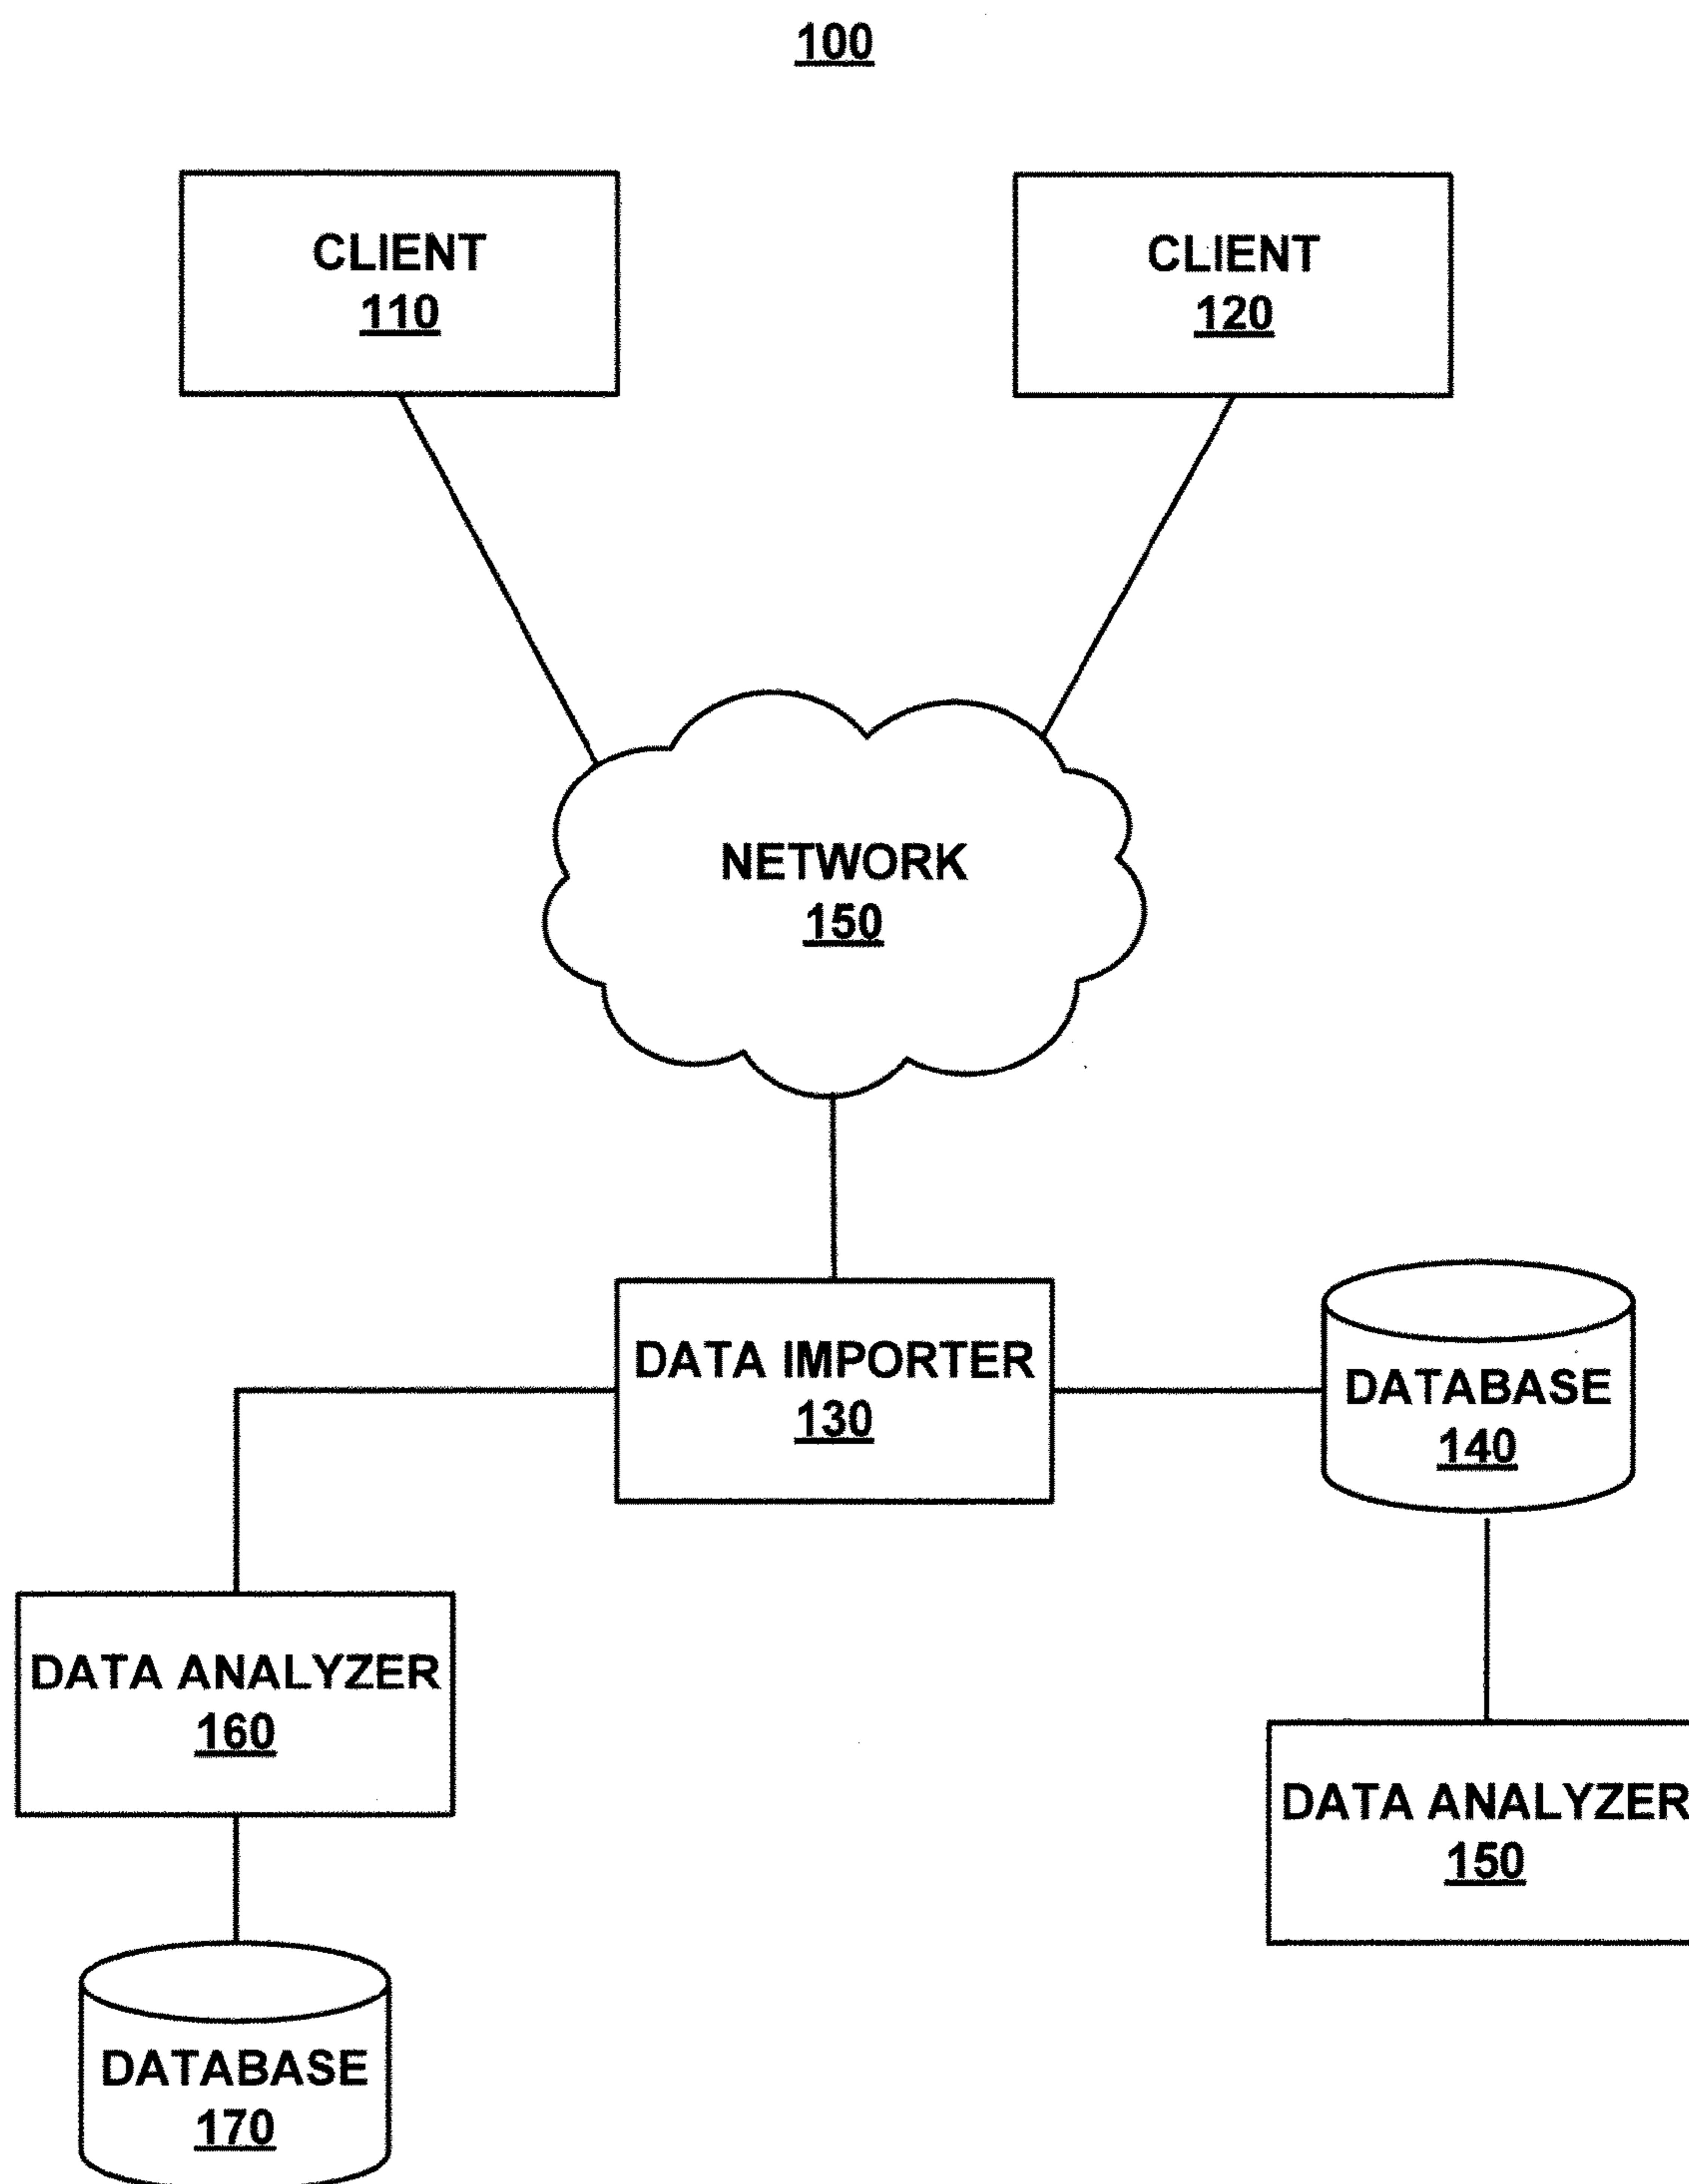 100
CLIENT
110
CLIENT
120
NETWORK
150
DATA IMPORTER
130
DATABASE
140
DATA ANALYZER
160
DATA ANALYZER
150
DATABASE
170